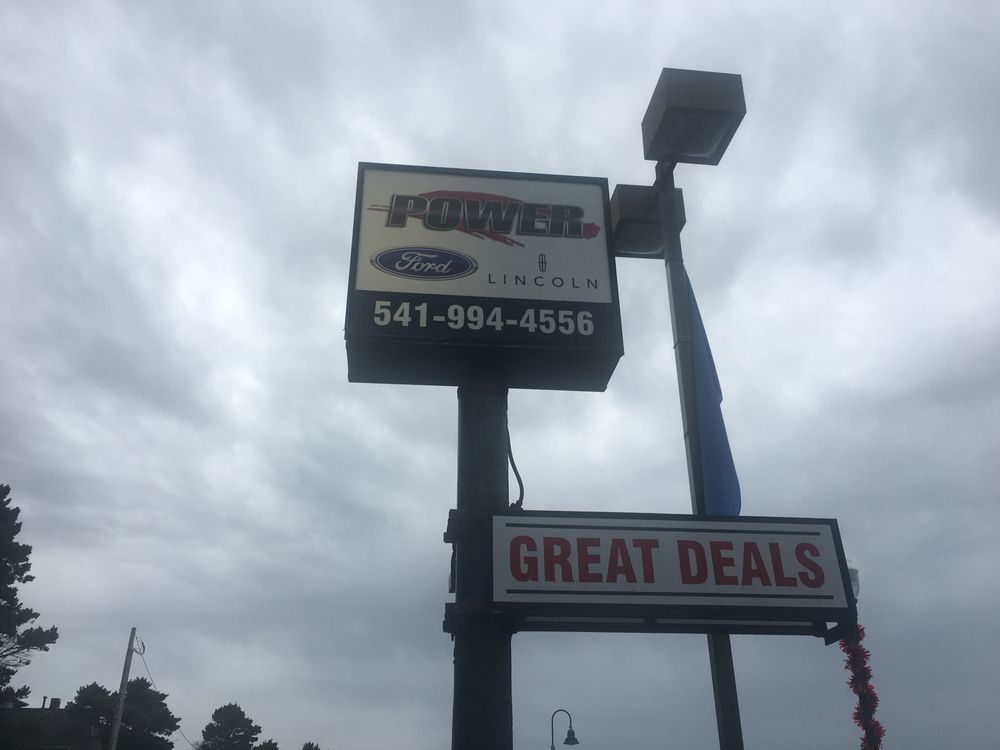 POWER
Ford
LINCOLN
541-994-4556
GREAT DEALS